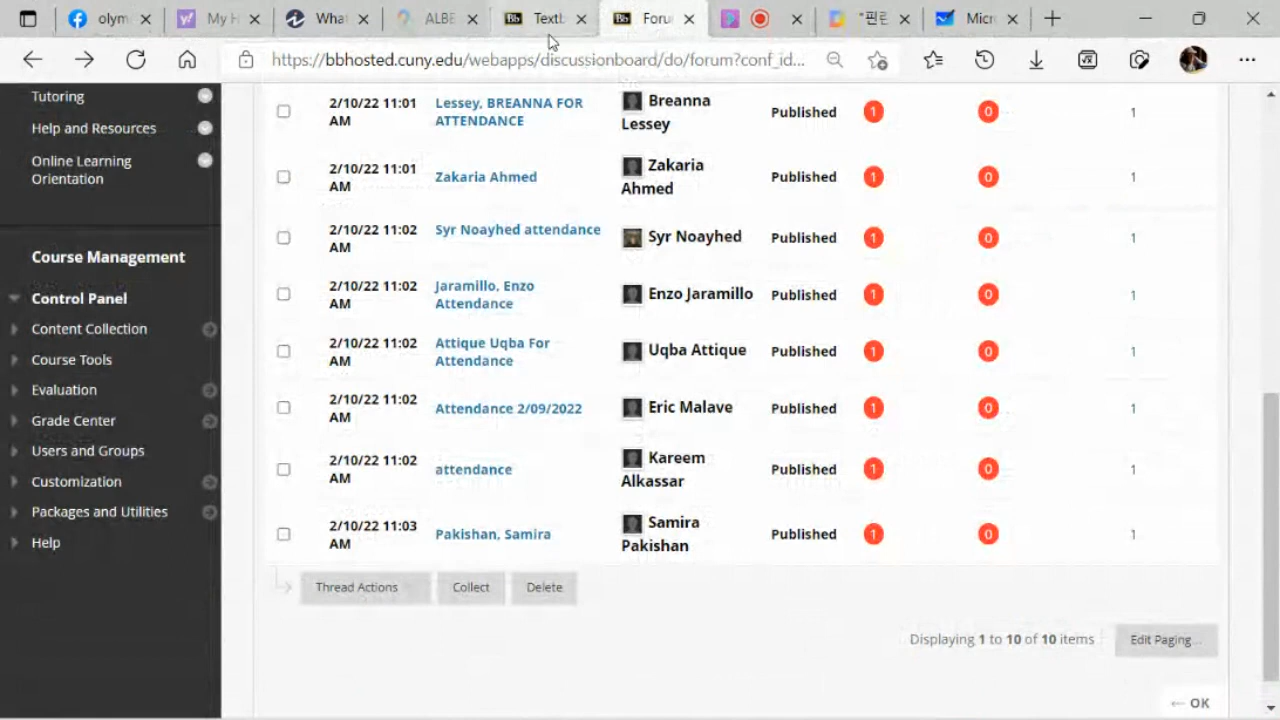 olym
My H
What
ALBE
Textb
Foru
"핀른
Micr
https://bbhosted.cuny.edu/webapps/discussionboard/do/forum?conf_id...
Tutoring
Help and Resources
Online Learning
Orientation
Course Management
Control Panel
Content Collection
Course Tools
Evaluation
Grade Center
Users and Groups
Customization
Packages and Utilities
Help
2/10/22 11:01
AM
Lessey, BREANNA FOR
ATTENDANCE
Breanna
Lessey
Published
1
0
1
2/10/22 11:01
AM
Zakaria Ahmed
Zakaria
Ahmed
Published
1
0
1
2/10/22 11:02
AM
Syr Noayhed attendance
Syr Noayhed
Published
1
0
1
2/10/22 11:02
AM
Jaramillo, Enzo
Attendance
Enzo Jaramillo
Published
1
0
1
2/10/22 11:02
AM
Attique Uqba For
Attendance
Uqba Attique
Published
1
0
1
2/10/22 11:02
AM
Attendance 2/09/2022
Eric Malave
Published
1
0
1
2/10/22 11:02
AM
attendance
Kareem
Alkassar
Published
1
0
1
2/10/22 11:03
AM
Pakishan, Samira
Samira
Pakishan
Published
1
0
1
Thread Actions
Collect
Delete
Displaying 1 to 10 of 10 items
Edit Paging...
← OK